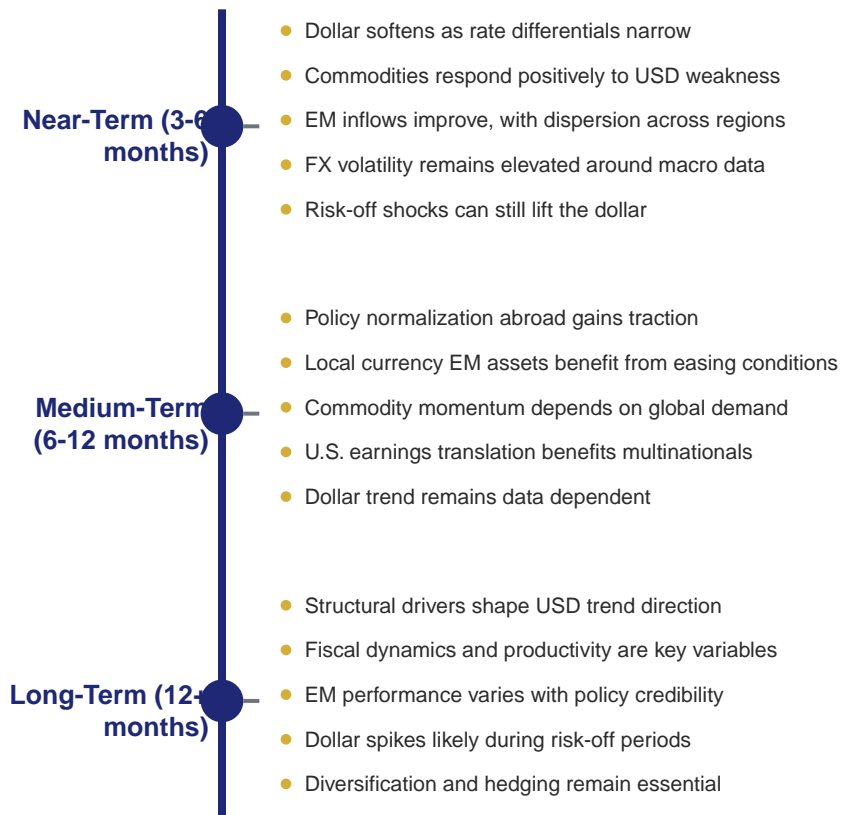 Near-Term (3-6
months)
Dollar softens as rate differentials narrow
Commodities respond positively to USD weakness
EM inflows improve, with dispersion across regions
FX volatility remains elevated around macro data
Risk-off shocks can still lift the dollar
Medium-Term
(6-12 months)
Policy normalization abroad gains traction
Local currency EM assets benefit from easing conditions
Commodity momentum depends on global demand
U.S. earnings translation benefits multinationals
Dollar trend remains data dependent
Long-Term (12+
months)
Structural drivers shape USD trend direction
Fiscal dynamics and productivity are key variables
EM performance varies with policy credibility
Dollar spikes likely during risk-off periods
Diversification and hedging remain essential